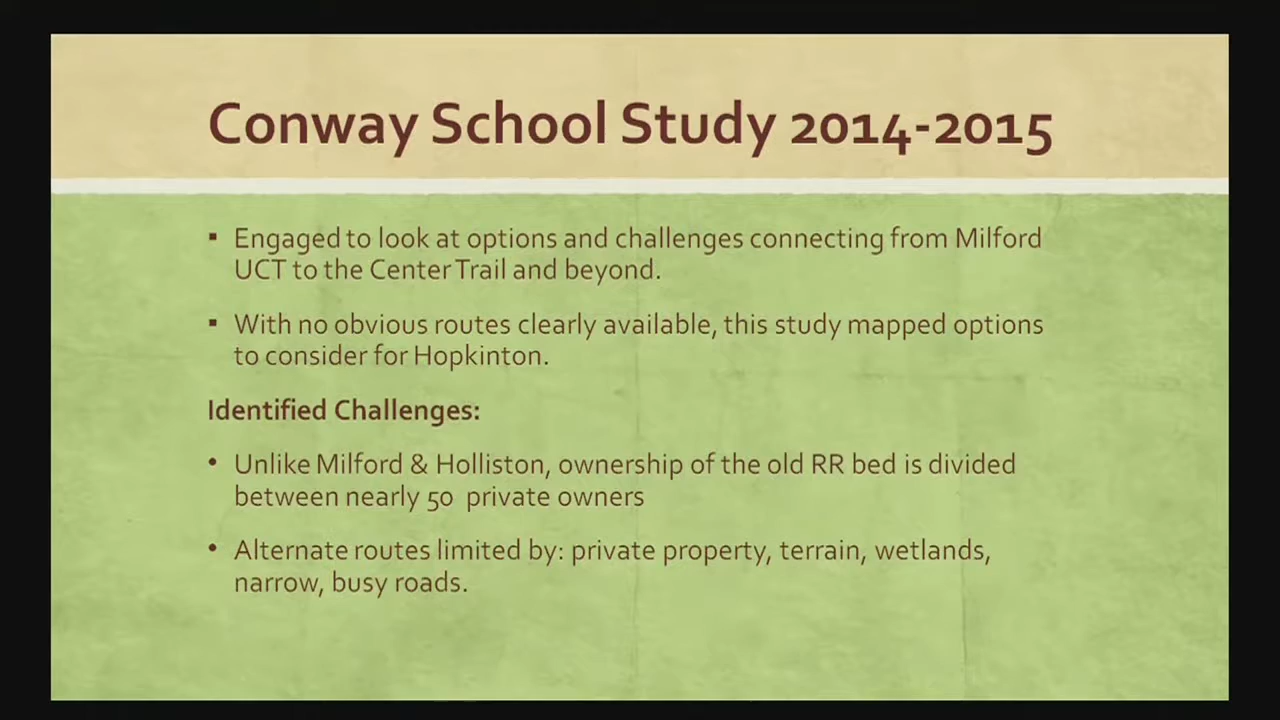 Conway School Study 2014-2015
▪ Engaged to look at options and challenges connecting from Milford
UCT to the Center Trail and beyond.
▪ With no obvious routes clearly available, this study mapped options
to consider for Hopkinton.
Identified Challenges:
• Unlike Milford & Holliston, ownership of the old RR bed is divided
between nearly 50 private owners
• Alternate routes limited by: private property, terrain, wetlands,
narrow, busy roads.